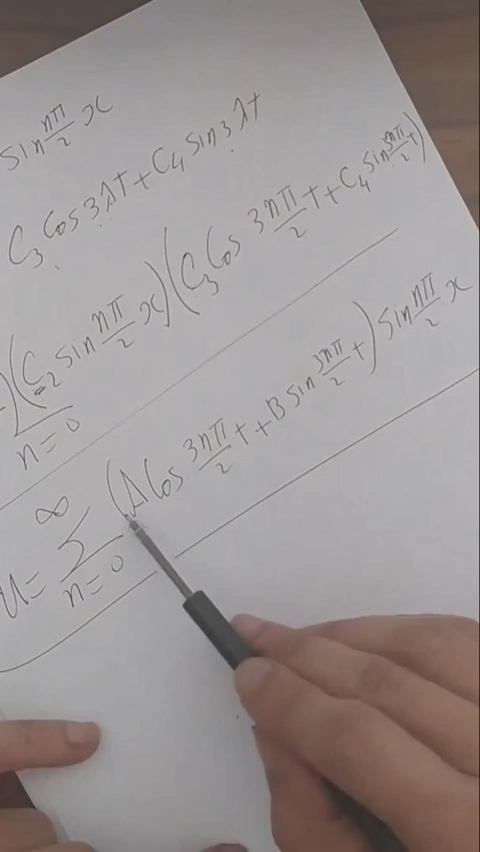 sin nπ/2 x
C₃ cos 3λt + C₄ sin 3λt
)(C₂ sin nπ/2 x)(C₃ cos 3nπ/2 t + C₄ sin 3nπ/2 t)
n=0
u = ∞ Σ n=0 (A cos 3nπ/2 t + B sin 3nπ/2 t) sin nπ/2 x